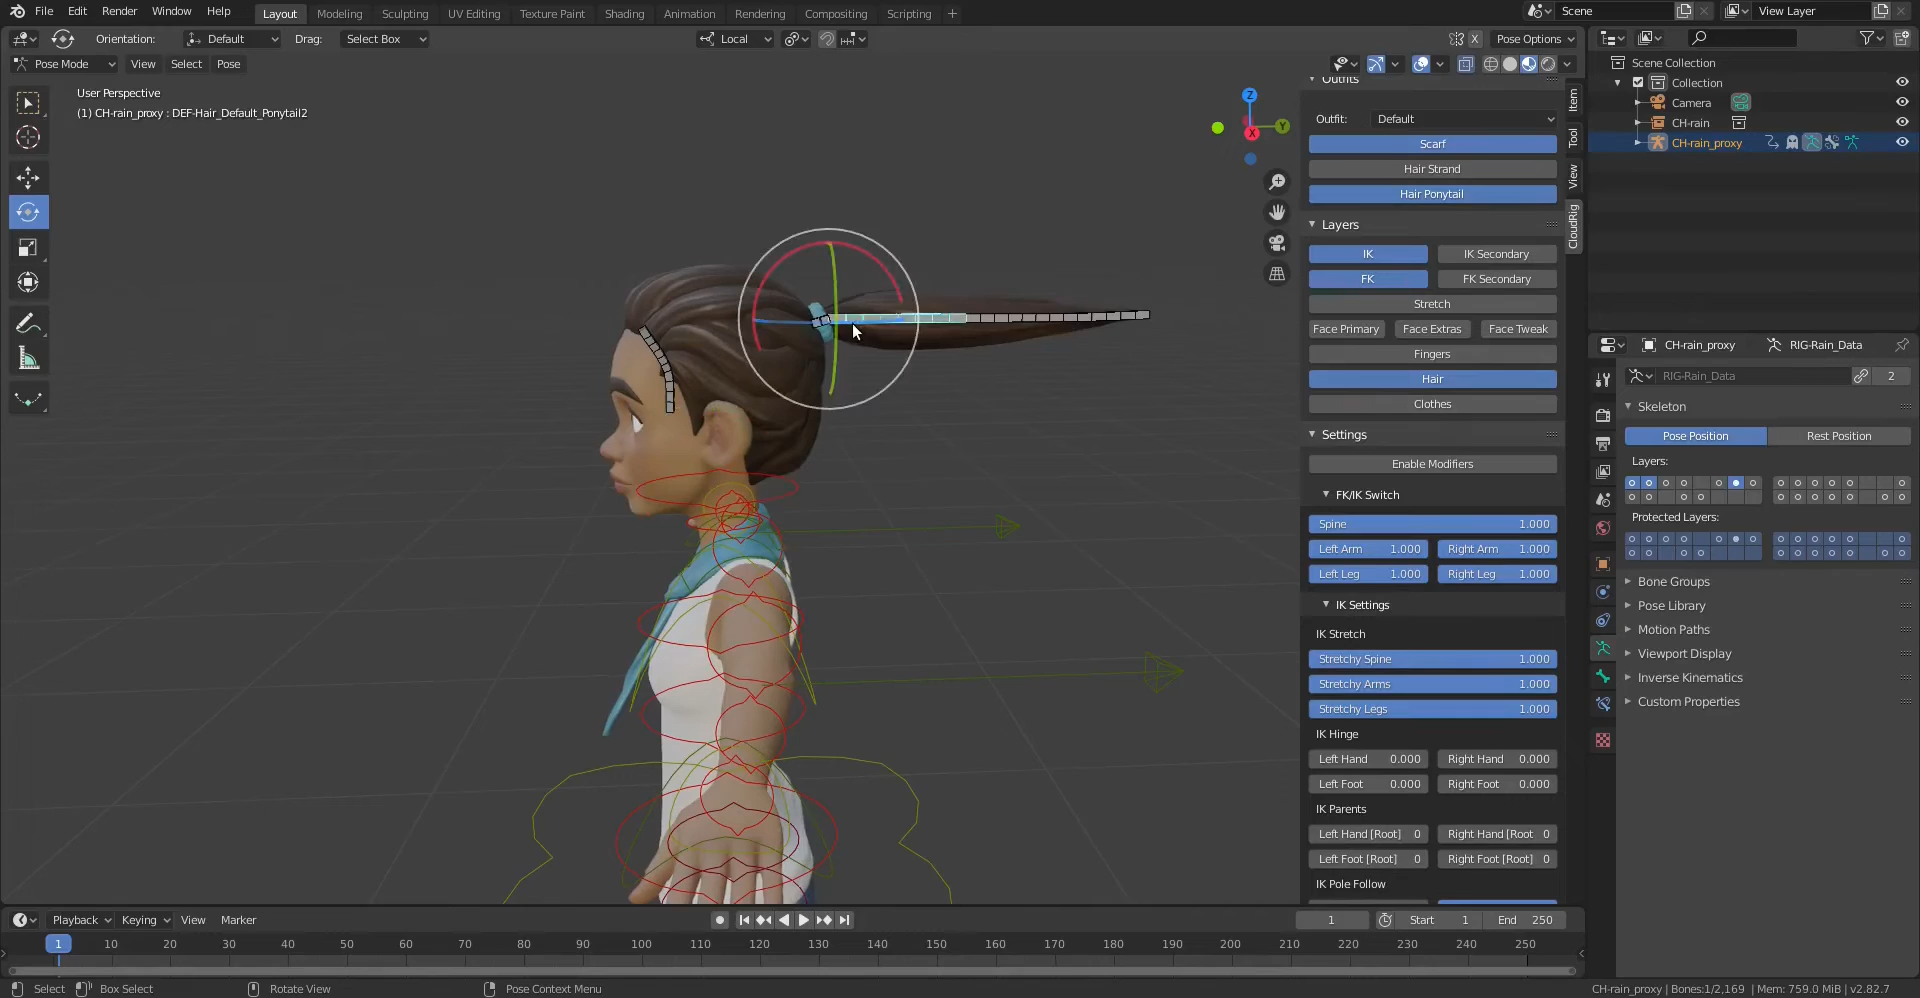 File Edit Render Window Help Layout Modeling Sculpting UV Editing Texture Paint Shading Animation Rendering Compositing Scripting + Scene View Layer
Orientation: Default Drag: Select Box Local X Pose Options
Pose Mode View Select Pose
User Perspective
(1) CH-rain_proxy : DEF-Hair_Default_Ponytail2
Z
Y
X
Item
Tool
View
CloudRig
Outfits
Outfit: Default
Scarf
Hair Strand
Hair Ponytail
Layers
IK IK Secondary
FK FK Secondary
Stretch
Face Primary Face Extras Face Tweak
Fingers
Hair
Clothes
Settings
Enable Modifiers
FK/IK Switch
Spine 1.000
Left Arm 1.000 Right Arm 1.000
Left Leg 1.000 Right Leg 1.000
IK Settings
IK Stretch
Stretchy Spine 1.000
Stretchy Arms 1.000
Stretchy Legs 1.000
IK Hinge
Left Hand 0.000 Right Hand 0.000
Left Foot 0.000 Right Foot 0.000
IK Parents
Left Hand [Root] 0 Right Hand [Root 0
Left Foot [Root] 0 Right Foot [Root] 0
IK Pole Follow
Scene Collection
Collection
Camera
CH-rain
CH-rain_proxy
CH-rain_proxy RIG-Rain_Data
RIG-Rain_Data 2
Skeleton
Pose Position Rest Position
Layers:
Protected Layers:
Bone Groups
Pose Library
Motion Paths
Viewport Display
Inverse Kinematics
Custom Properties
Playback Keying View Marker 1 Start 1 End 250
1 10 20 30 40 50 60 70 80 90 100 110 120 130 140 150 160 170 180 190 200 210 220 230 240 250
Select Box Select Rotate View Pose Context Menu CH-rain_proxy | Bones:1/2,169 | Mem: 759.0 MiB | v2.82.7